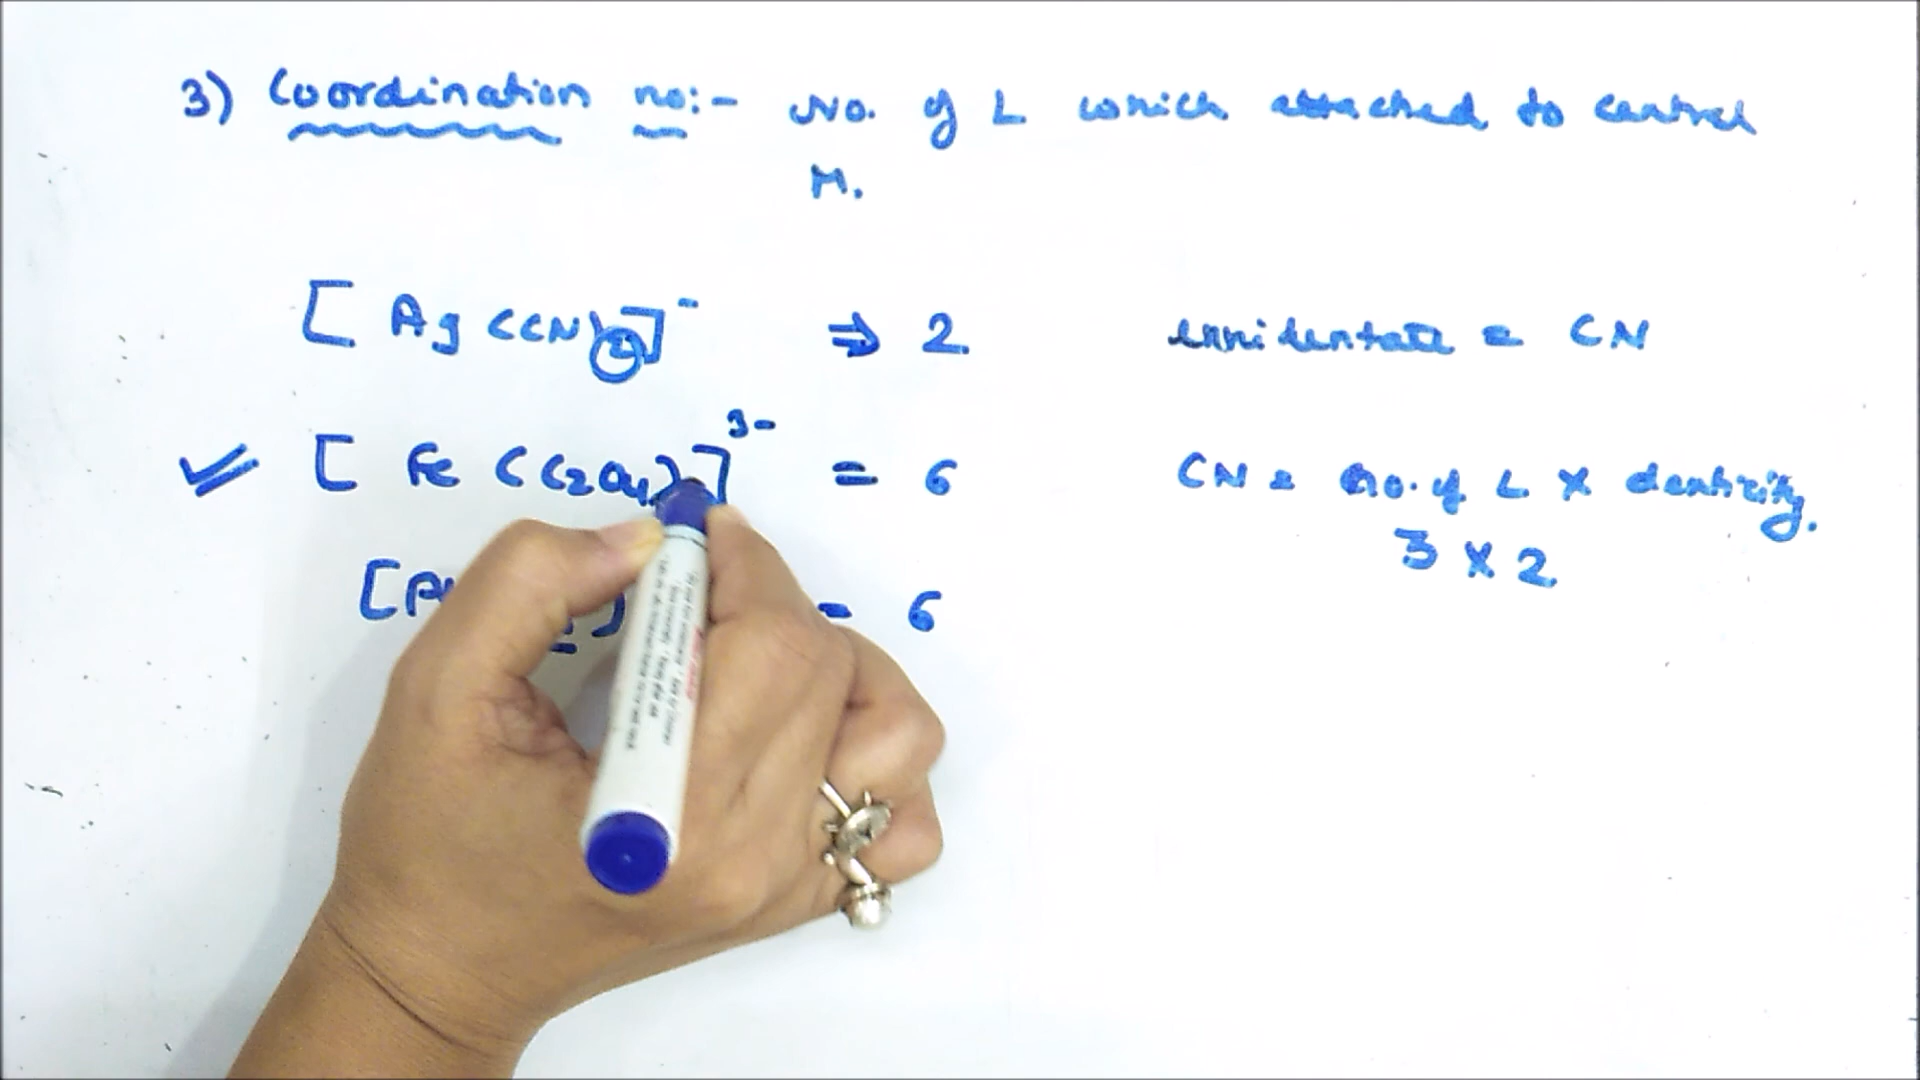 3) Coordination no:- No. of L which attached to central
M.
[Ag (CN)2]- ⇒ 2 unidentate = CN
[Fe (C2O4) ]3- = 6 CN = no. of L × denticity.
3 × 2
= 6